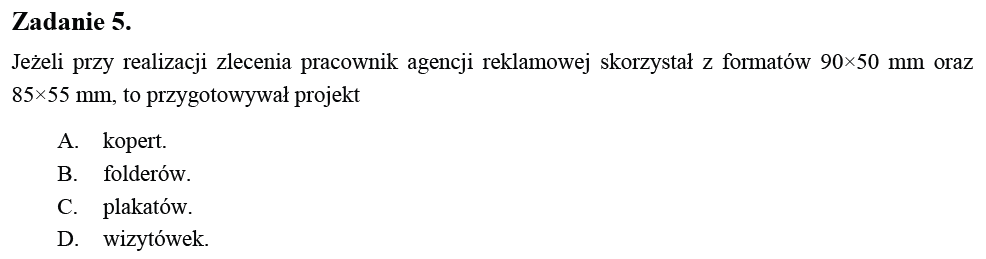 Zadanie 5.
Jeżeli przy realizacji zlecenia pracownik agencji reklamowej skorzystał z formatów 90×50 mm oraz
85×55 mm, to przygotowywał projekt
A. kopert.
B. folderów.
C. plakatów.
D. wizytówek.